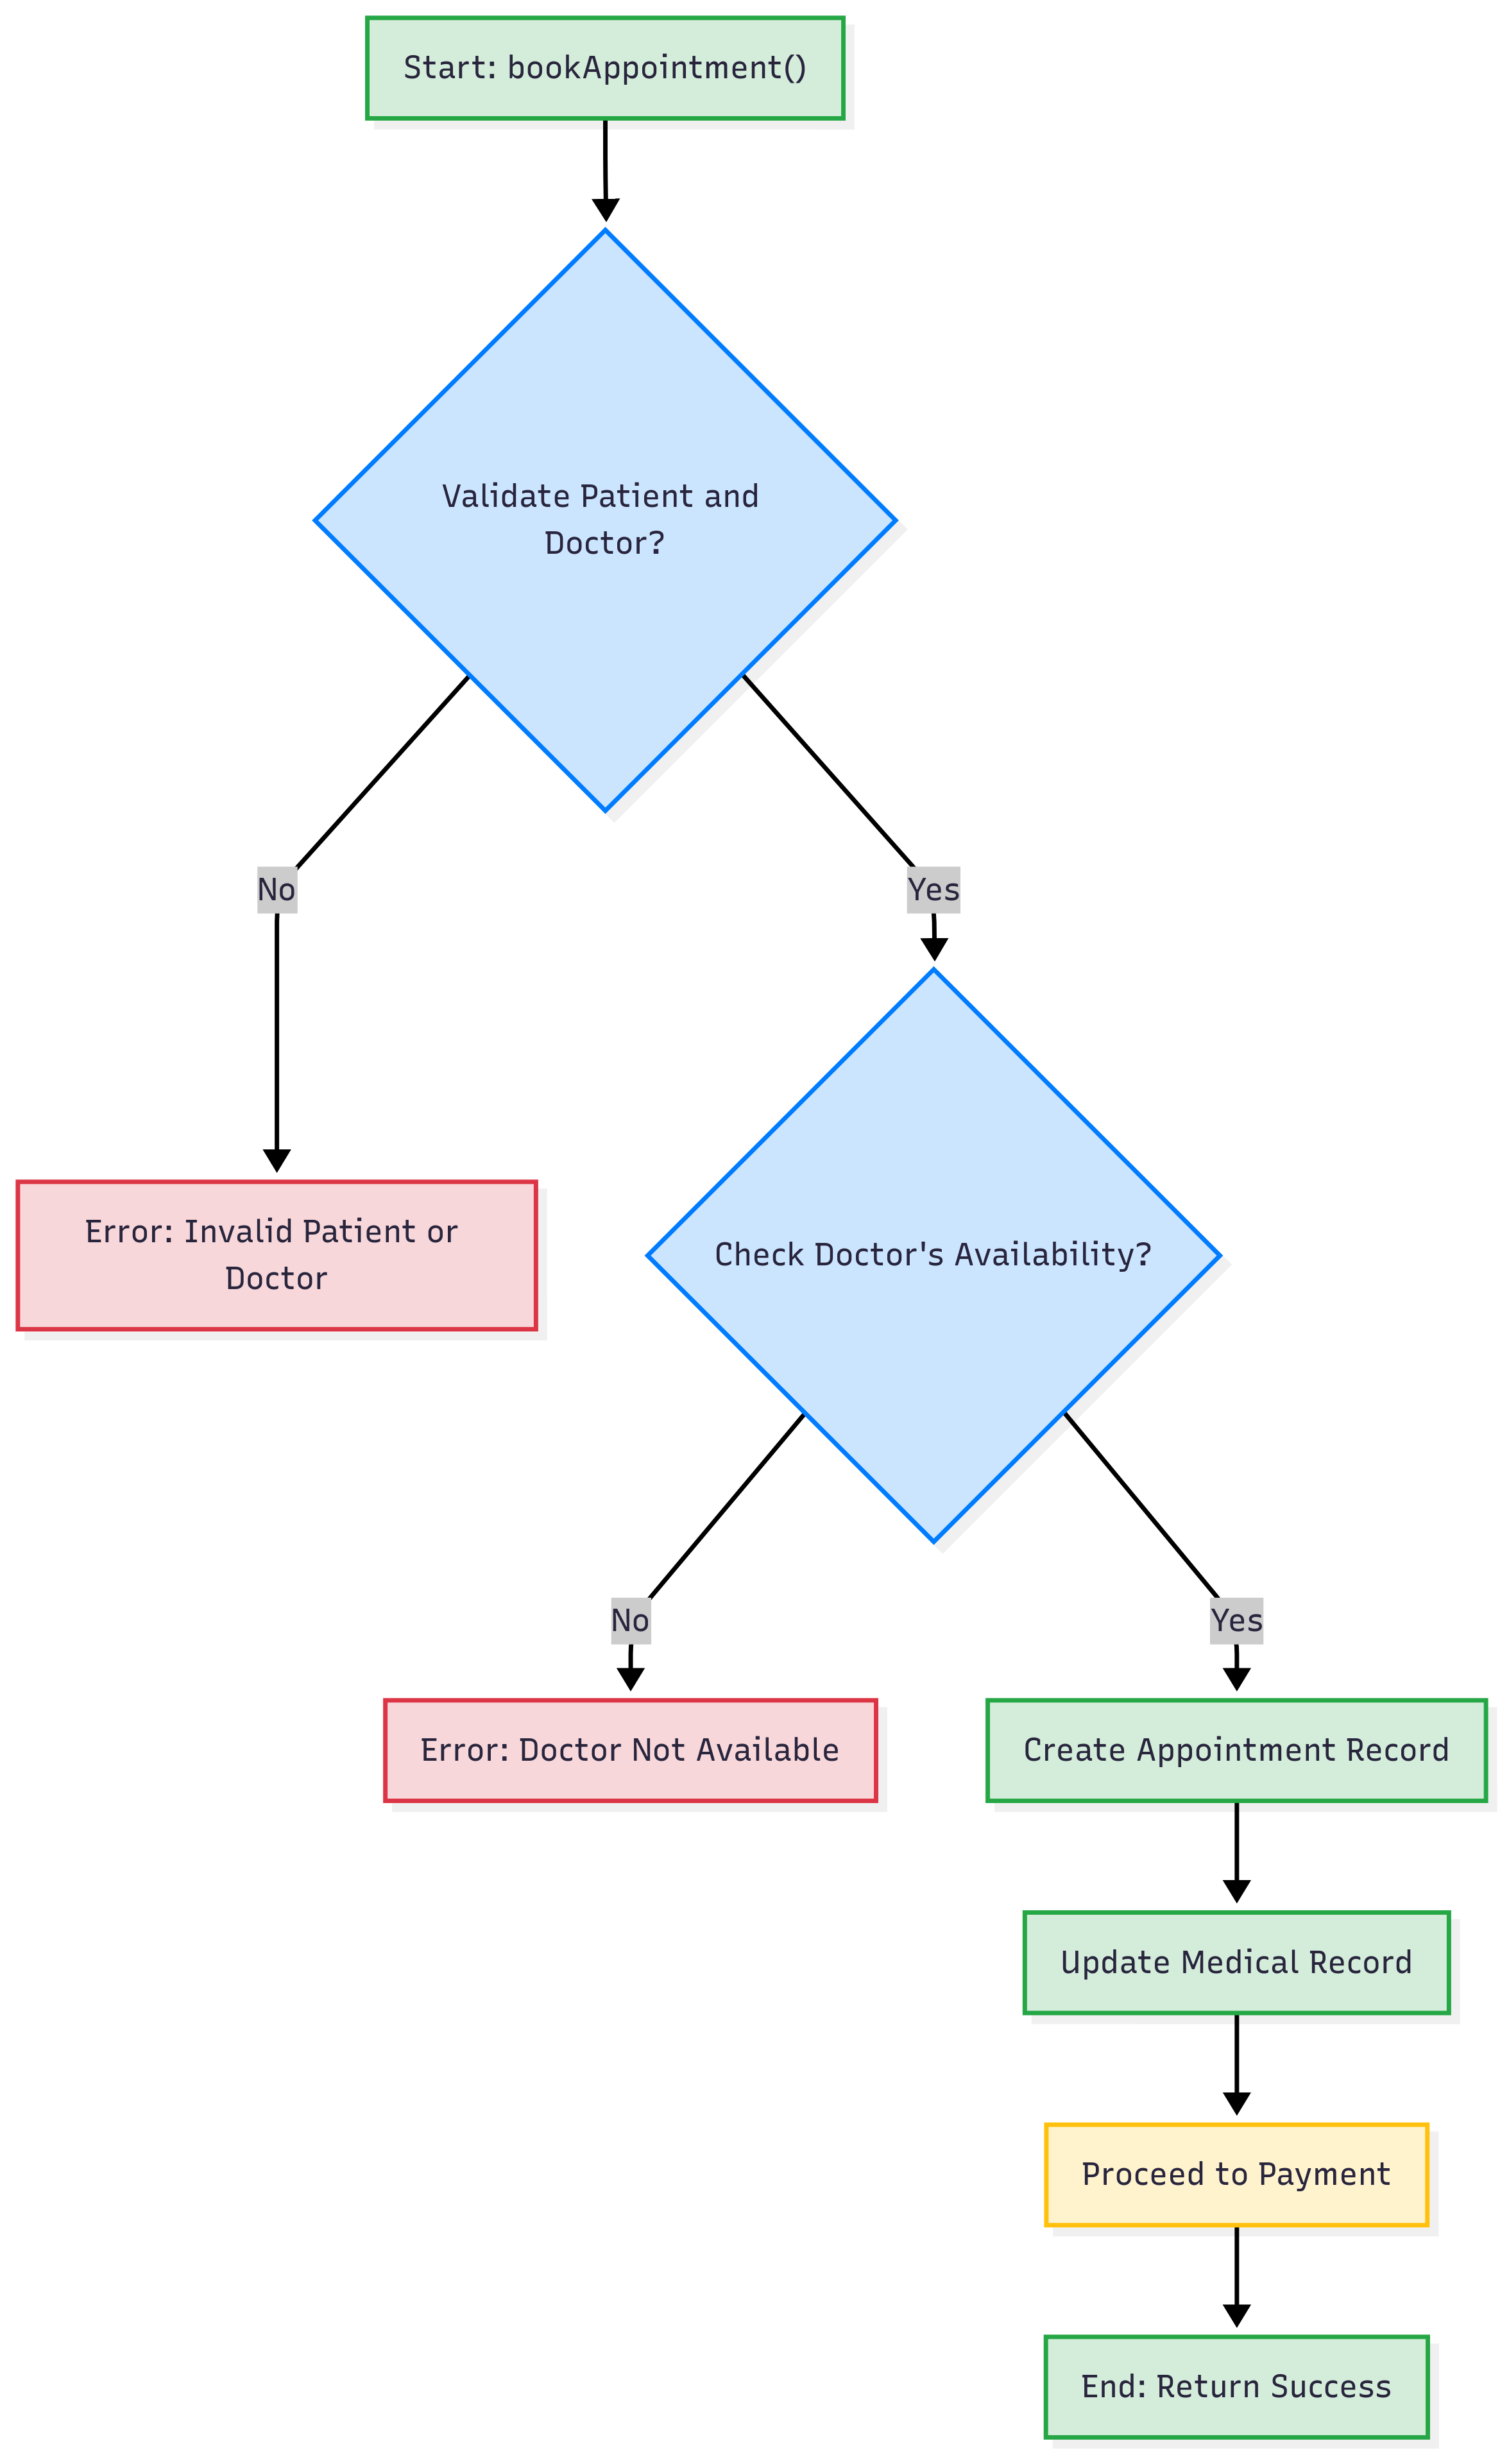 Start: bookAppointment()
Validate Patient and
Doctor?
No
Yes
Error: Invalid Patient or
Doctor
Check Doctor's Availability?
No
Yes
Error: Doctor Not Available
Create Appointment Record
Update Medical Record
Proceed to Payment
End: Return Success